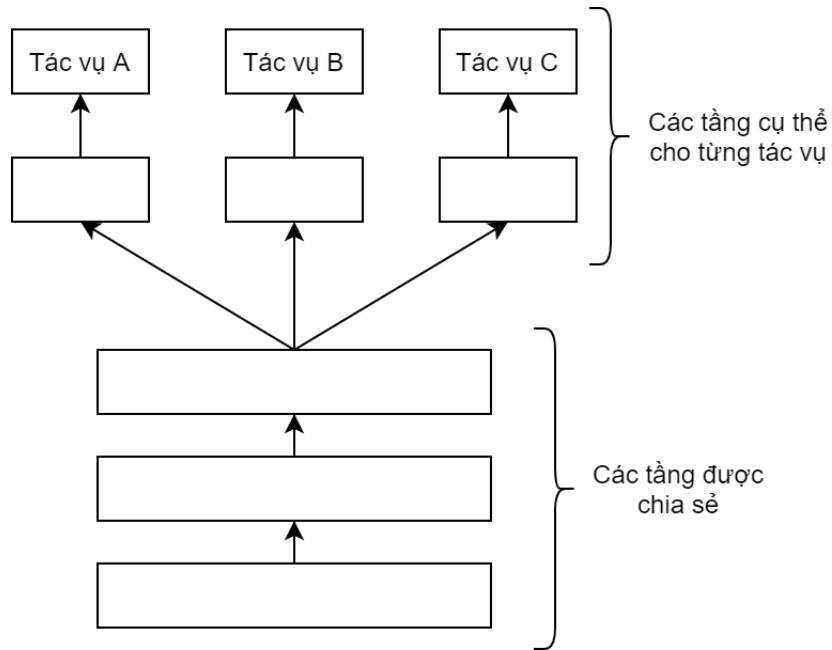 Tác vụ A
Tác vụ B
Tác vụ C
Các tầng cụ thể
cho từng tác vụ
Các tầng được
chia sẻ